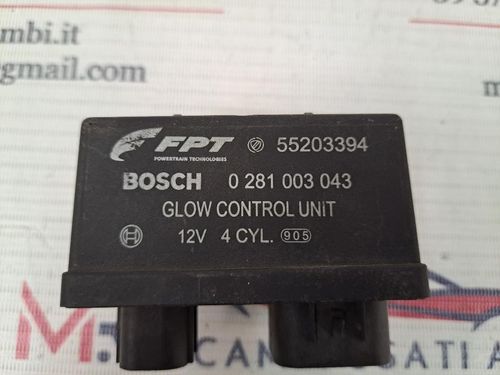 mbi.it
@gmail.com
FPT 55203394
POWERTRAIN TECHNOLOGIES
BOSCH 0 281 003 043
GLOW CONTROL UNIT
12V 4 CYL. 905